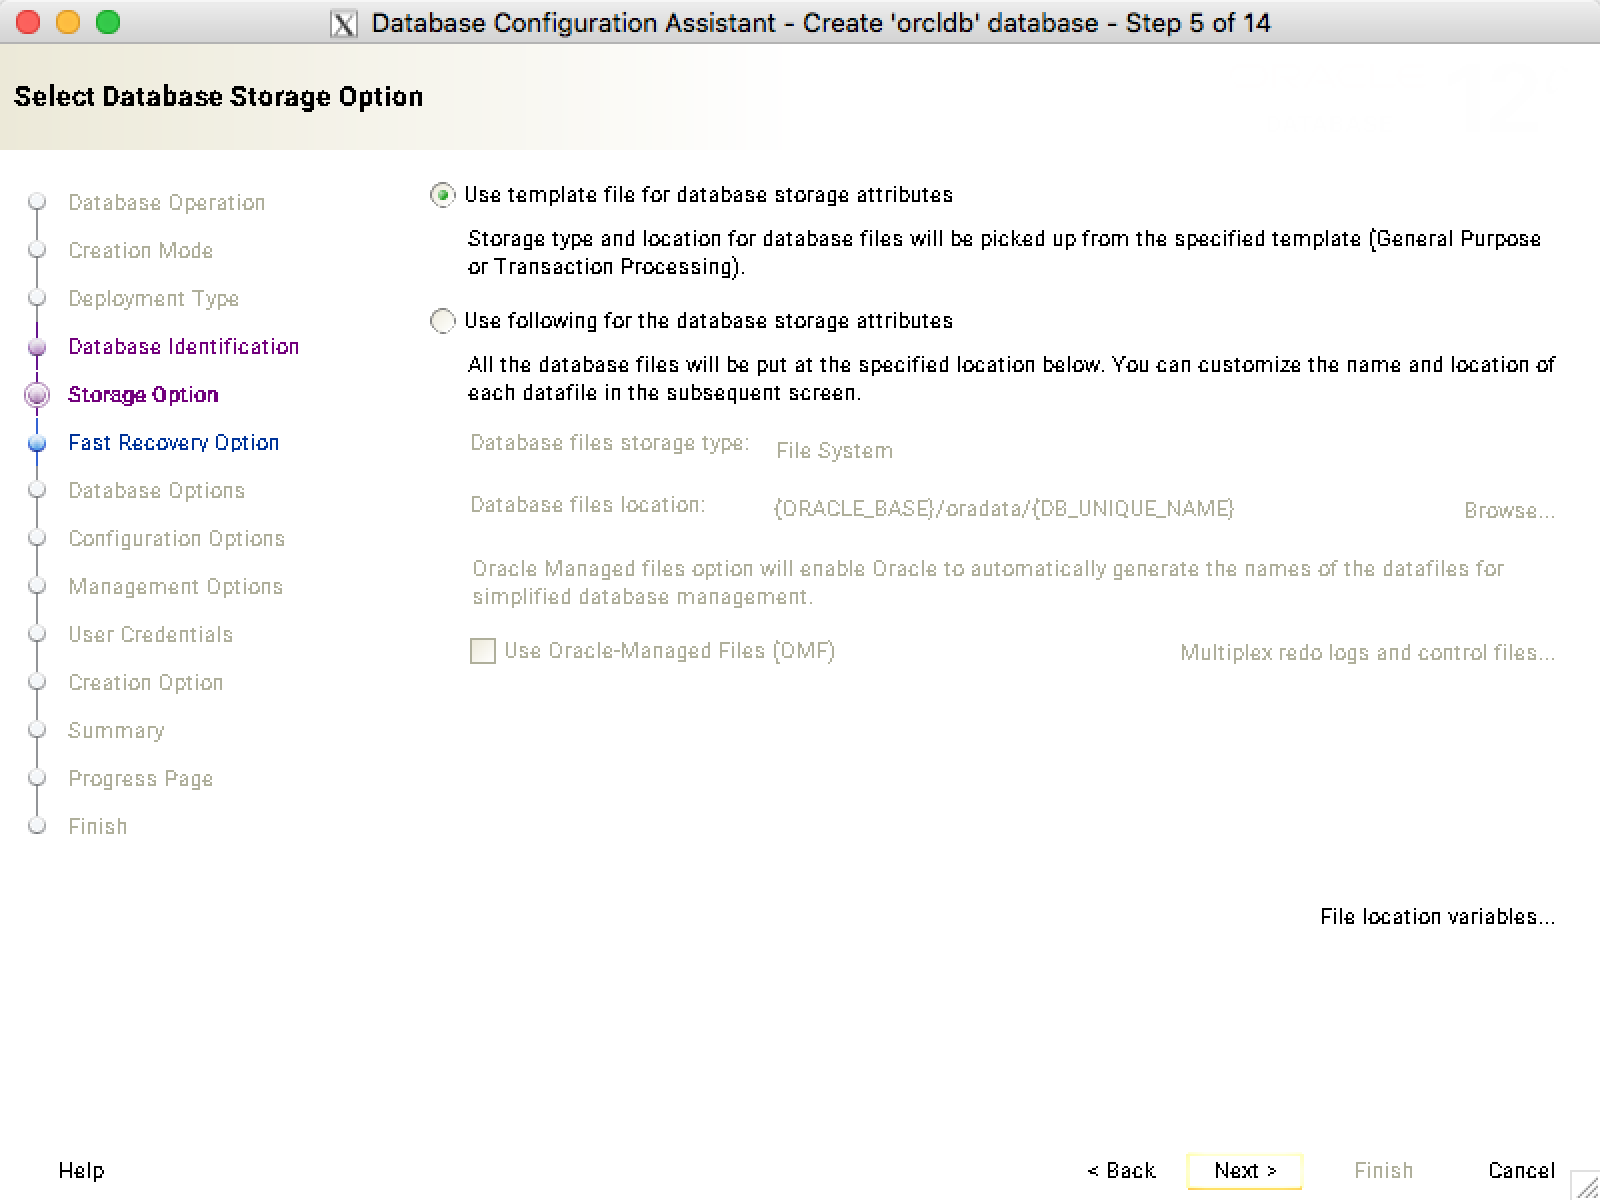 Database Configuration Assistant - Create 'orcldb' database - Step 5 of 14
Select Database Storage Option
Database Operation
Creation Mode
Deployment Type
Database Identification
Storage Option
Fast Recovery Option
Database Options
Configuration Options
Management Options
User Credentials
Creation Option
Summary
Progress Page
Finish
Use template file for database storage attributes
Storage type and location for database files will be picked up from the specified template (General Purpose
or Transaction Processing).
Use following for the database storage attributes
All the database files will be put at the specified location below. You can customize the name and location of
each datafile in the subsequent screen.
Database files storage type: File System
Database files location: {ORACLE_BASE}/oradata/{DB_UNIQUE_NAME} Browse...
Oracle Managed files option will enable Oracle to automatically generate the names of the datafiles for
simplified database management.
Use Oracle-Managed Files (OMF) Multiplex redo logs and control files...
File location variables...
Help < Back Next > Finish Cancel